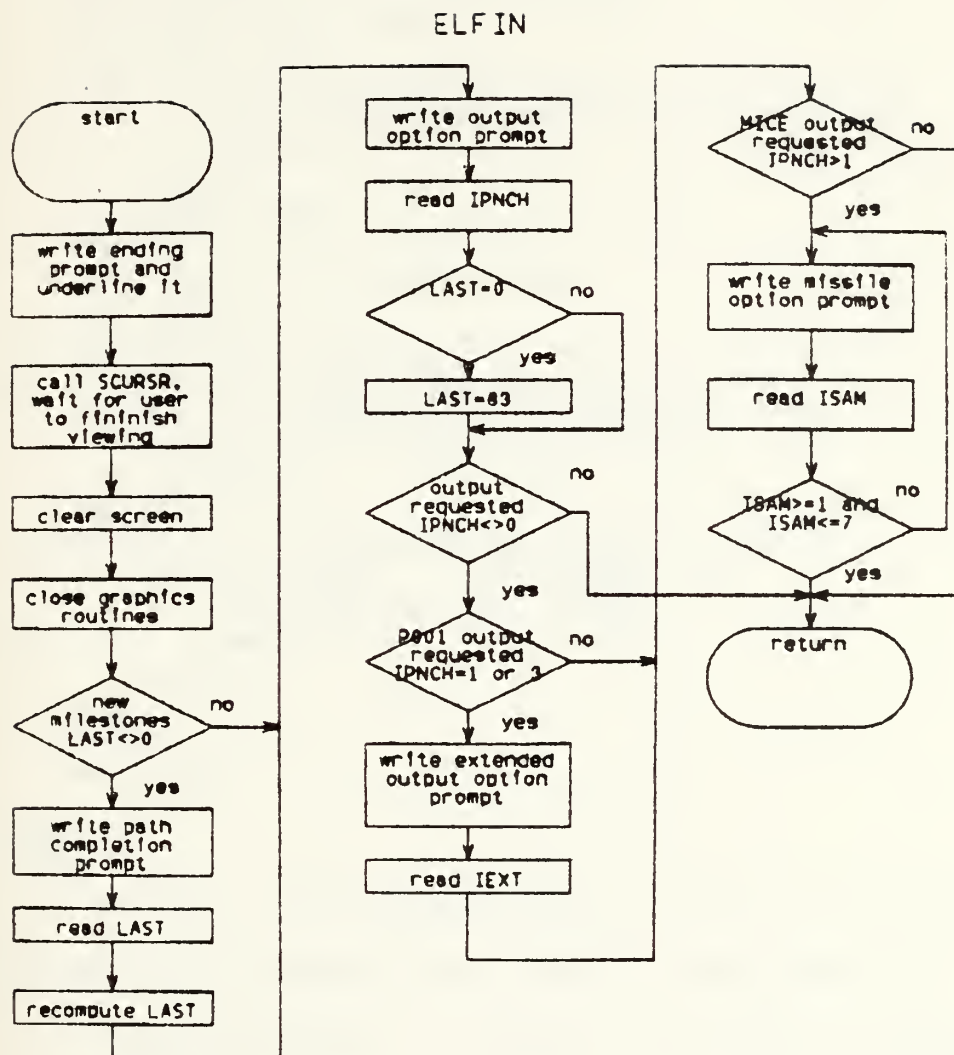 ELFIN
start
write ending
prompt and
underline it
call SCURSR,
wait for user
to fininish
viewing
clear screen
close graphics
routines
new
milestones
LAST<>0
no
yes
write path
completion
prompt
read LAST
recompute LAST
write output
option prompt
read IPNCH
LAST=0
no
yes
LAST=83
output
requested
IPNCH<>0
no
yes
P001 output
requested
IPNCH=1 or 3
no
yes
write extended
output option
prompt
read IEXT
MICE output
requested
IPNCH>1
no
yes
write missile
option prompt
read ISAM
ISAM>=1 and
ISAM<=7
no
yes
return